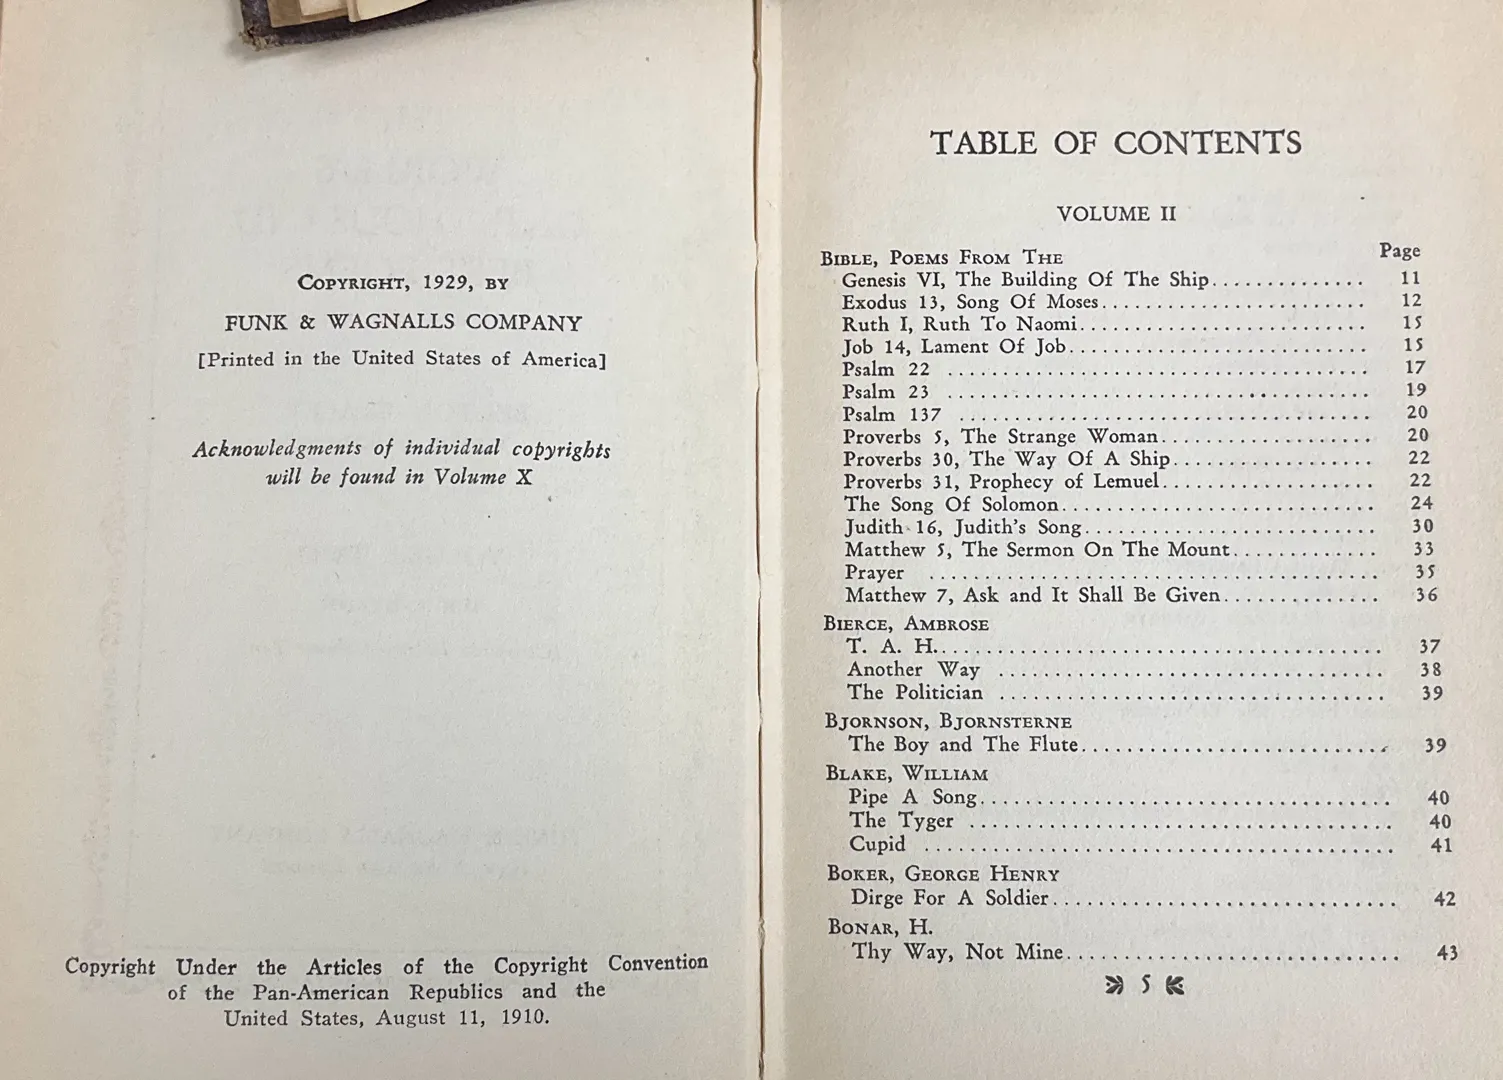 COPYRIGHT, 1929, BY
FUNK & WAGNALLS COMPANY
[Printed in the United States of America]
Acknowledgments of individual copyrights
will be found in Volume X
Copyright Under the Articles of the Copyright Convention
of the Pan-American Republics and the
United States, August 11, 1910.
TABLE OF CONTENTS
VOLUME II
Page
BIBLE, POEMS FROM THE
Genesis VI, The Building Of The Ship.............. 11
Exodus 13, Song Of Moses........................ 12
Ruth I, Ruth To Naomi.......................... 15
Job 14, Lament Of Job........................... 15
Psalm 22 ...................................... 17
Psalm 23 ...................................... 19
Psalm 137 ..................................... 20
Proverbs 5, The Strange Woman................... 20
Proverbs 30, The Way Of A Ship.................. 22
Proverbs 31, Prophecy of Lemuel................... 22
The Song Of Solomon............................ 24
Judith 16, Judith's Song.......................... 30
Matthew 5, The Sermon On The Mount............. 33
Prayer ........................................ 35
Matthew 7, Ask and It Shall Be Given.............. 36
BIERCE, AMBROSE
T. A. H........................................ 37
Another Way ................................... 38
The Politician .................................. 39
BJORNSON, BJORNSTERNE
The Boy and The Flute........................... 39
BLAKE, WILLIAM
Pipe A Song..................................... 40
The Tyger ...................................... 40
Cupid .......................................... 41
BOKER, GEORGE HENRY
Dirge For A Soldier............................... 42
BONAR, H.
Thy Way, Not Mine.............................. 43
5